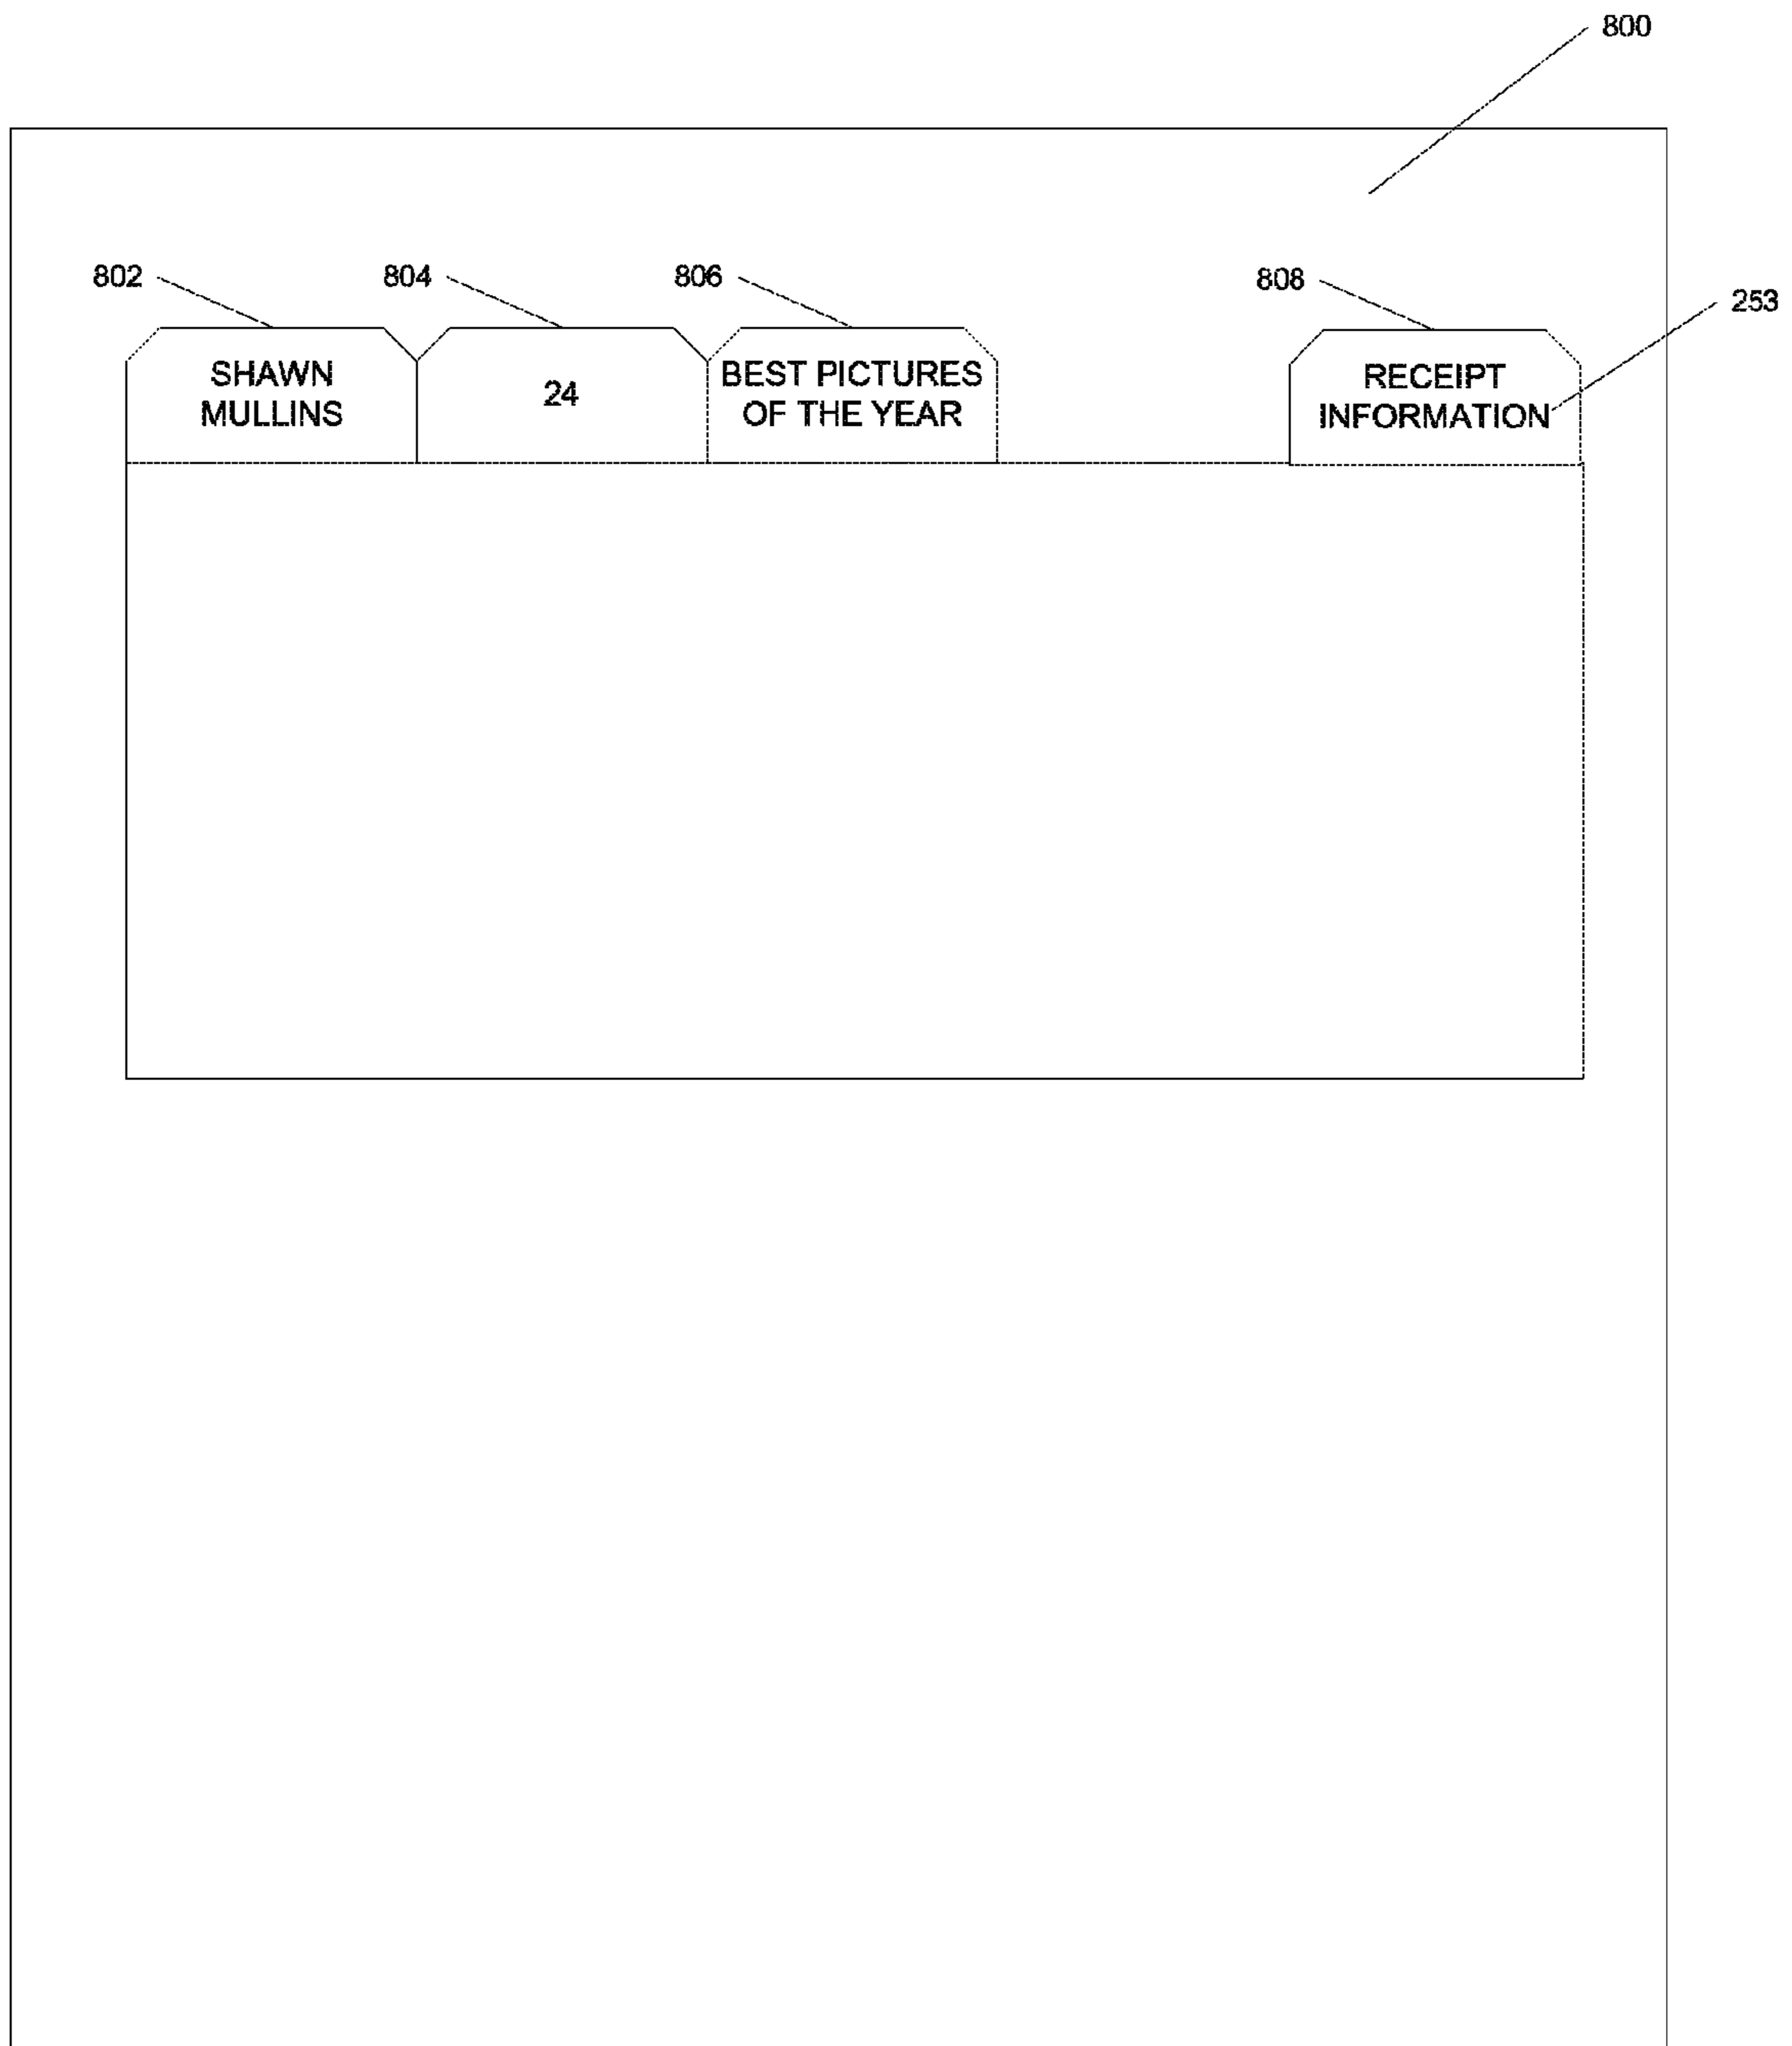 800
802
804
806
808
253
SHAWN
MULLINS
24
BEST PICTURES
OF THE YEAR
RECEIPT
INFORMATION